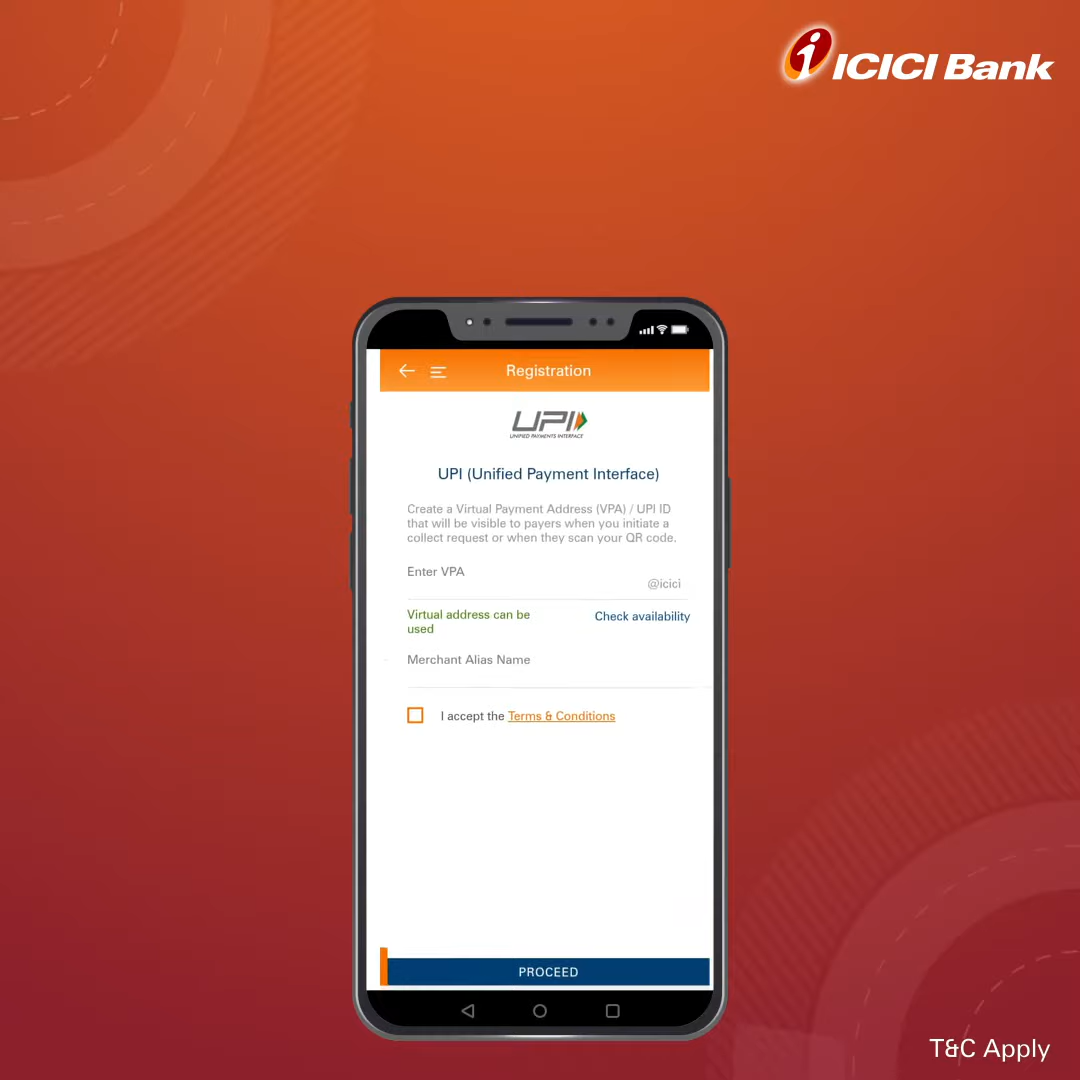 ICICI Bank
Registration
UPI
UNIFIED PAYMENTS INTERFACE
UPI (Unified Payment Interface)
Create a Virtual Payment Address (VPA) / UPI ID
that will be visible to payers when you initiate a
collect request or when they scan your QR code.
Enter VPA
@icici
Virtual address can be
used
Check availability
Merchant Alias Name
I accept the Terms & Conditions
PROCEED
T&C Apply